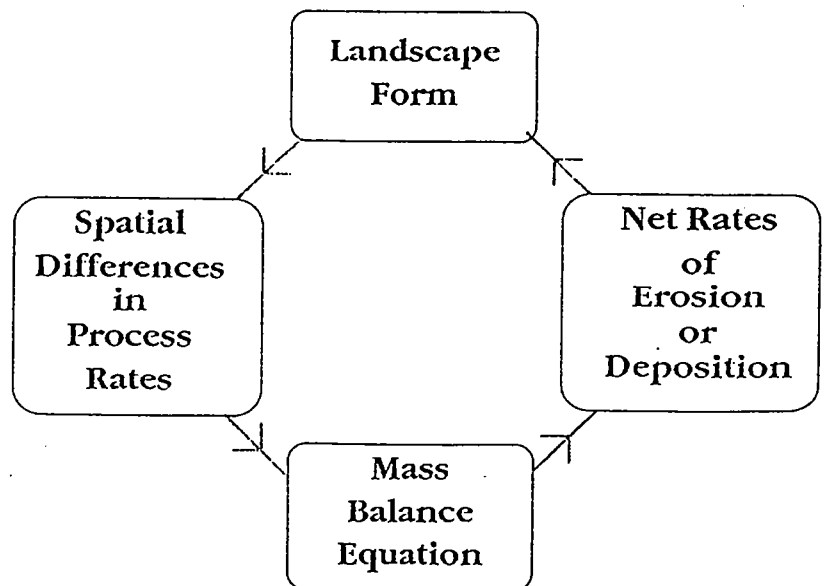 Landscape
Form
Spatial
Differences
in
Process
Rates
Net Rates
of
Erosion
or
Deposition
Mass
Balance
Equation